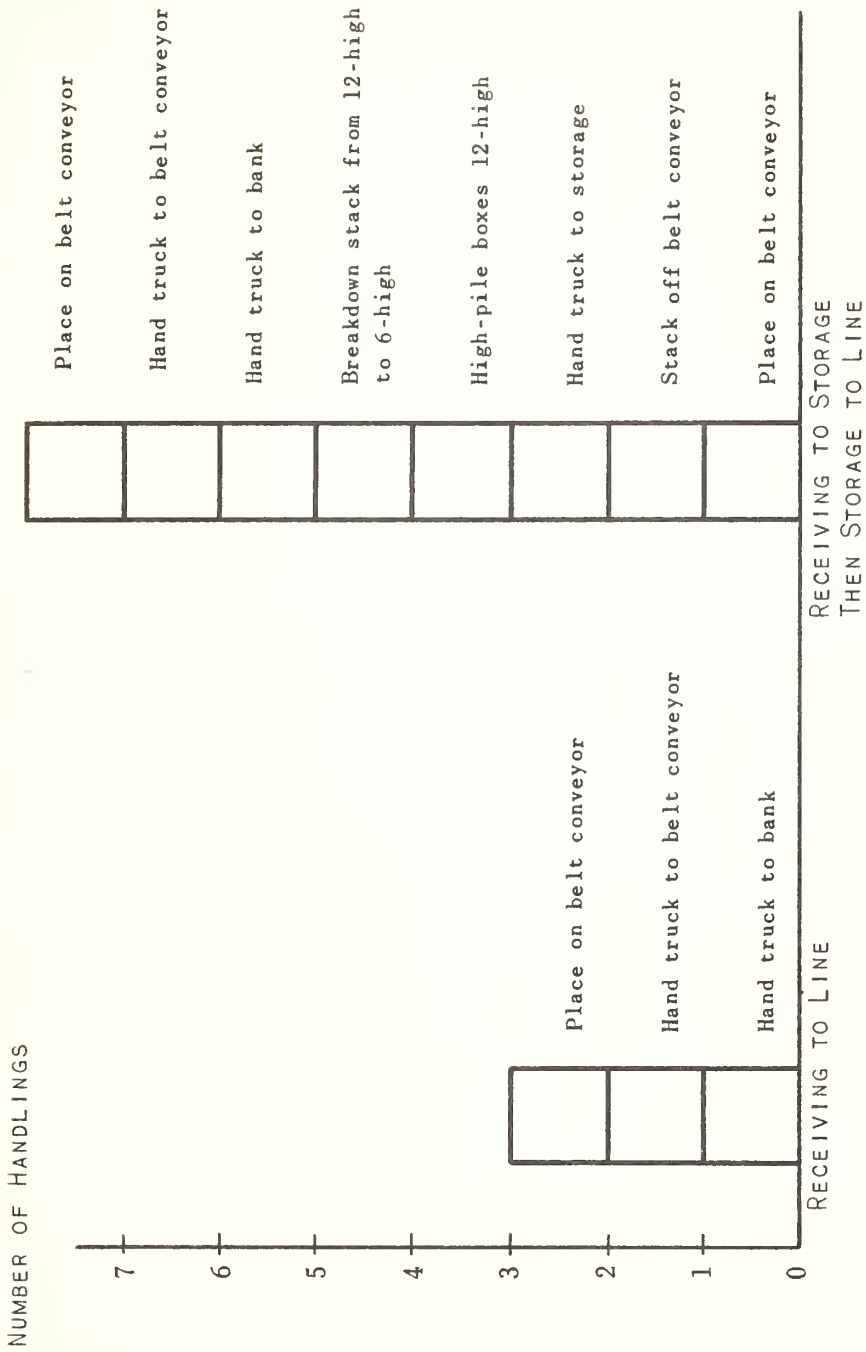 NUMBER OF HANDLINGS
7
6
5
4
3
2
1
0
Place on belt conveyor
Hand truck to belt conveyor
Hand truck to bank
RECEIVING TO LINE
Place on belt conveyor
Hand truck to belt conveyor
Hand truck to bank
Breakdown stack from 12-high
to 6-high
High-pile boxes 12-high
Hand truck to storage
Stack off belt conveyor
Place on belt conveyor
RECEIVING TO STORAGE
THEN STORAGE TO LINE